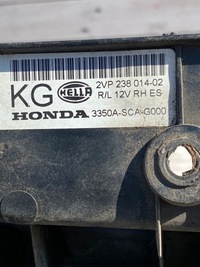 KG HELLA 2VP 238 014-02
R/L 12V RH ES
HONDA 3350A-SCA-G000